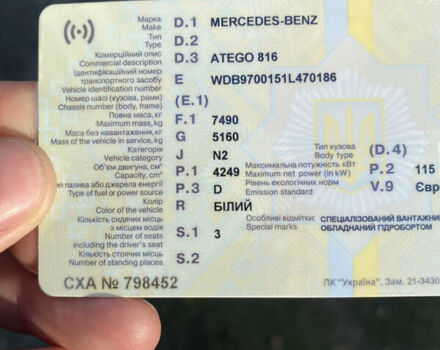 Марка D.1 MERCEDES-BENZ
Make
Тип D.2
Type
Комерційний опис D.3 ATEGO 816
Commercial description
Ідентифікаційний номер E WDB9700151L470186
транспортного засобу
Vehicle identification number
Номер шасі (кузова, рами) (E.1)
Chassis number (body, frame)
Повна маса, кг F.1 7490
Maximum mass, kg
Маса без навантаження, кг G 5160
Mass of the vehicle in service, kg
Категорія J N2 Тип кузова (D.4)
Vehicle category Body type
Об'єм двигуна, см³ P.1 4249 Максимальна потужність кВт P.2 115
Capacity, cm³ Maximum net power (in kW)
тип палива або джерела енергії P.3 D Рівень екологічних норм V.9 Євр
Type of fuel or power source Emission standard
Колір R БІЛИЙ
Color of the vehicle
Кількість сидячих місць S.1 3 Особливі відмітки: СПЕЦІАЛІЗОВАНИЙ ВАНТАЖНИ
з місцем водія Special marks ОБЛАДНАНИЙ ГІДРОБОРТОМ
Number of seats
including the driver's seat
Кількість стоячих місць S.2
Number of standing places
СХА № 798452 ПК "Україна". Зам. 21-3430